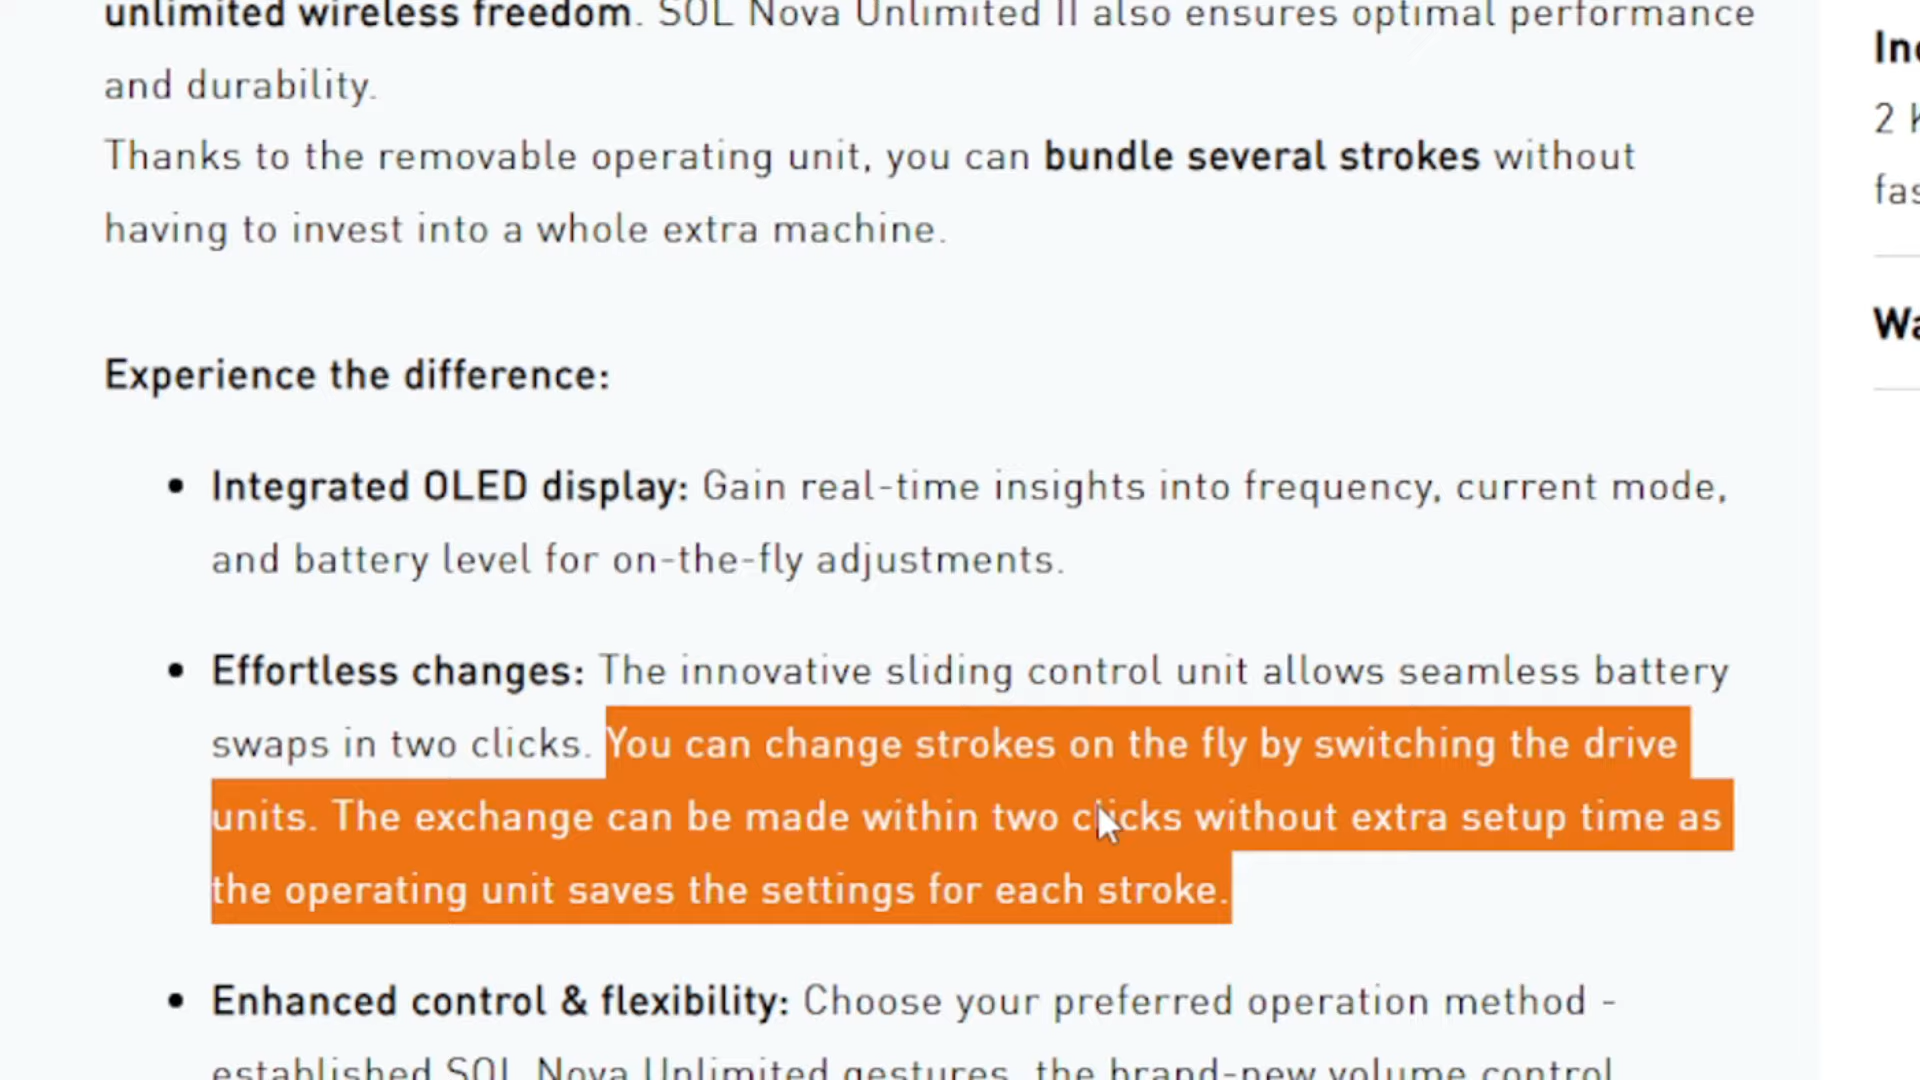 unlimited wireless freedom. SOL Nova Unlimited II also ensures optimal performance
and durability.
Thanks to the removable operating unit, you can bundle several strokes without
having to invest into a whole extra machine.
Experience the difference:
• Integrated OLED display: Gain real-time insights into frequency, current mode,
and battery level for on-the-fly adjustments.
• Effortless changes: The innovative sliding control unit allows seamless battery
swaps in two clicks. You can change strokes on the fly by switching the drive
units. The exchange can be made within two clicks without extra setup time as
the operating unit saves the settings for each stroke.
• Enhanced control & flexibility: Choose your preferred operation method -
established SOL Nova Unlimited gestures, the brand-new volume control
2